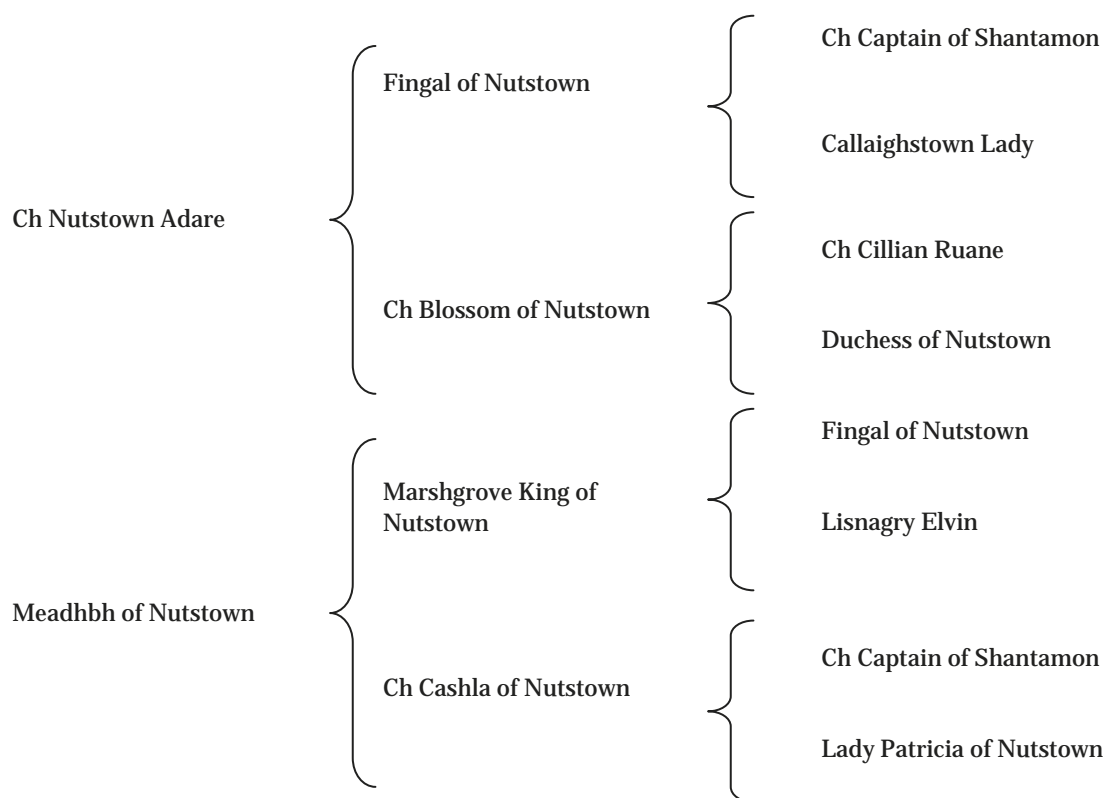 Ch Captain of Shantamon
Fingal of Nutstown
Callaighstown Lady
Ch Nutstown Adare
Ch Cillian Ruane
Ch Blossom of Nutstown
Duchess of Nutstown
Fingal of Nutstown
Marshgrove King of
Nutstown
Lisnagry Elvin
Meadhbh of Nutstown
Ch Captain of Shantamon
Ch Cashla of Nutstown
Lady Patricia of Nutstown